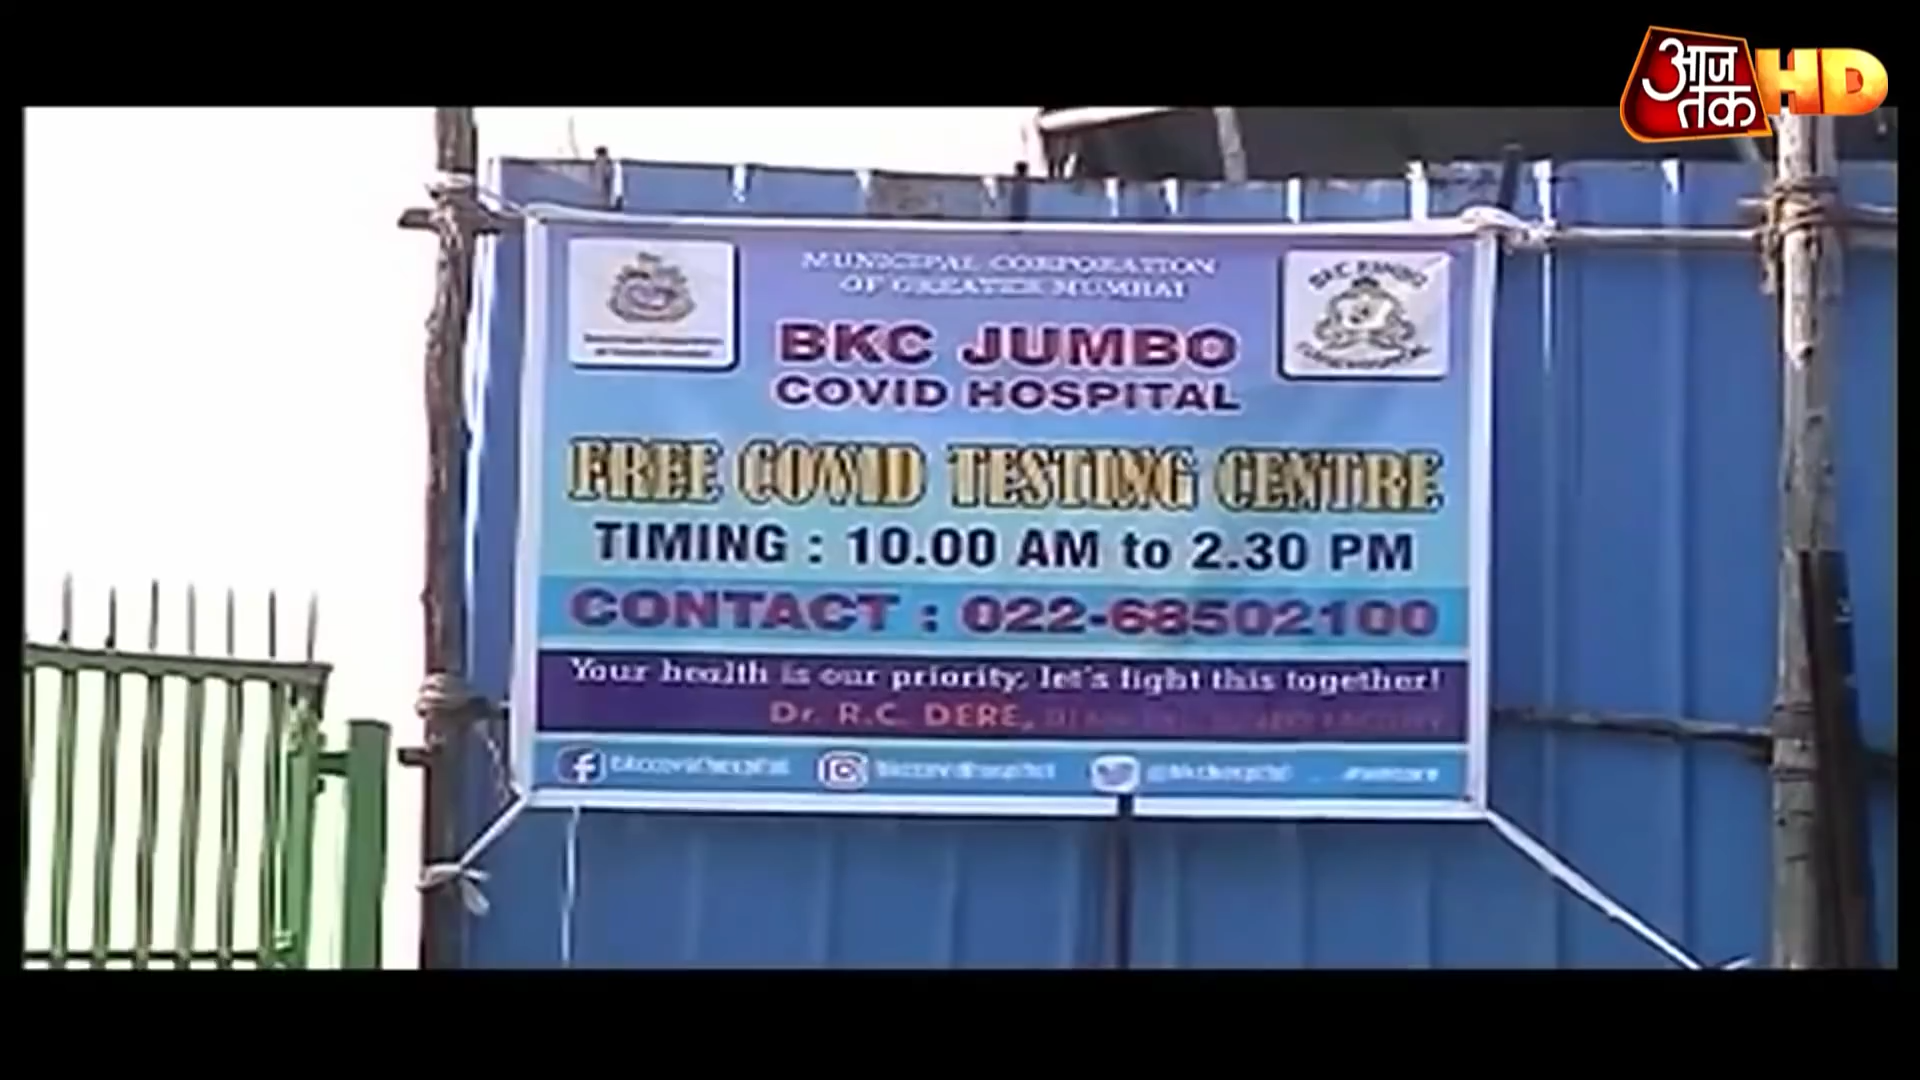 आज
तक HD
MUNICIPAL CORPORATION
OF GREATER MUMBAI
BKC JUMBO
BKC JUMBO
COVID HOSPITAL
FREE COVID TESTING CENTRE
TIMING : 10.00 AM to 2.30 PM
CONTACT : 022-68502100
Your health is our priority, let's fight this together!
Dr. R.C. DERE,